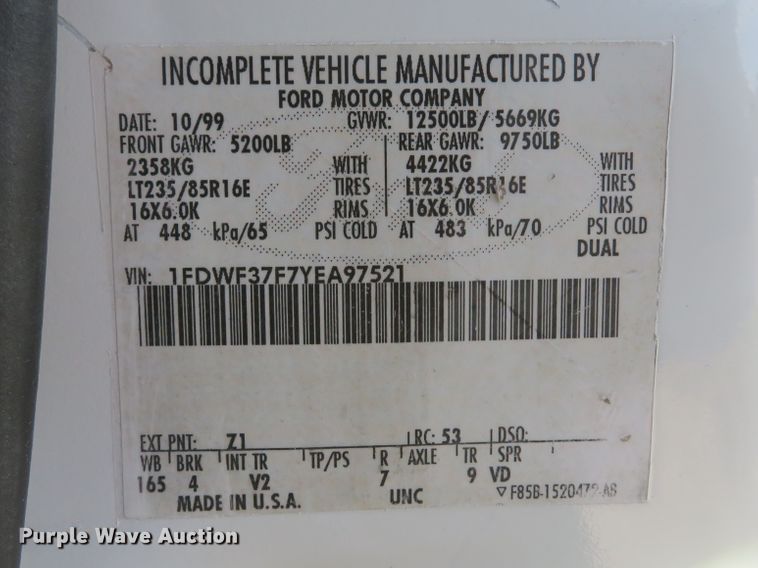 INCOMPLETE VEHICLE MANUFACTURED BY
FORD MOTOR COMPANY
DATE: 10/99 GVWR: 12500LB/ 5669KG
FRONT GAWR: 5200LB REAR GAWR: 9750LB
2358KG WITH 4422KG WITH
LT235/85R16E TIRES LT235/85R16E TIRES
16X6.0K RIMS 16X6.0K RIMS
AT 448 kPa/65 PSI COLD AT 483 kPa/70 PSI COLD
DUAL
VIN: 1FDWF37F7YEA97521
EXT PNT: Z1 RC: 53 DSO:
WB BRK INT TR TP/PS R AXLE TR SPR
165 4 V2 7 9 VD
MADE IN U.S.A. UNC ▽ F85B-1520472-AB
Purple Wave Auction